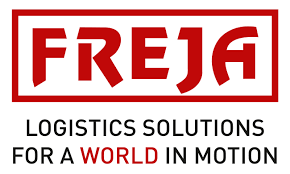 FREJA
LOGISTICS SOLUTIONS
FOR A WORLD IN MOTION